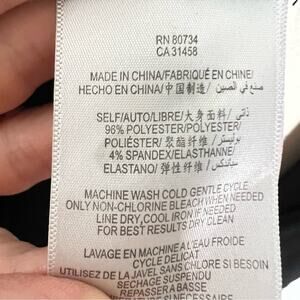 RN 80734
CA 31458
MADE IN CHINA/FABRIQUÉ EN CHINE/
HECHO EN CHINA/中国制造/ صنع في الصين
SELF/AUTO/LIBRE/大身面料/ ذاتي
96% POLYESTER/POLYESTER/
POLIÉSTER/ 聚酯纤维 / بوليستر
4% SPANDEX/ELASTHANNE/
ELASTANO/ 弹性纤维 / سباندكس
MACHINE WASH COLD GENTLE CYCLE
ONLY NON-CHLORINE BLEACH WHEN NEEDED
LINE DRY, COOL IRON IF NEEDED
FOR BEST RESULTS DRY CLEAN
LAVAGE EN MACHINE A L'EAU FROIDE
CYCLE DELICAT
UTILISEZ DE LA JAVEL SANS CHLORE SI BESOIN
SECHAGE SUSPENDU
REPASSER A BASSE